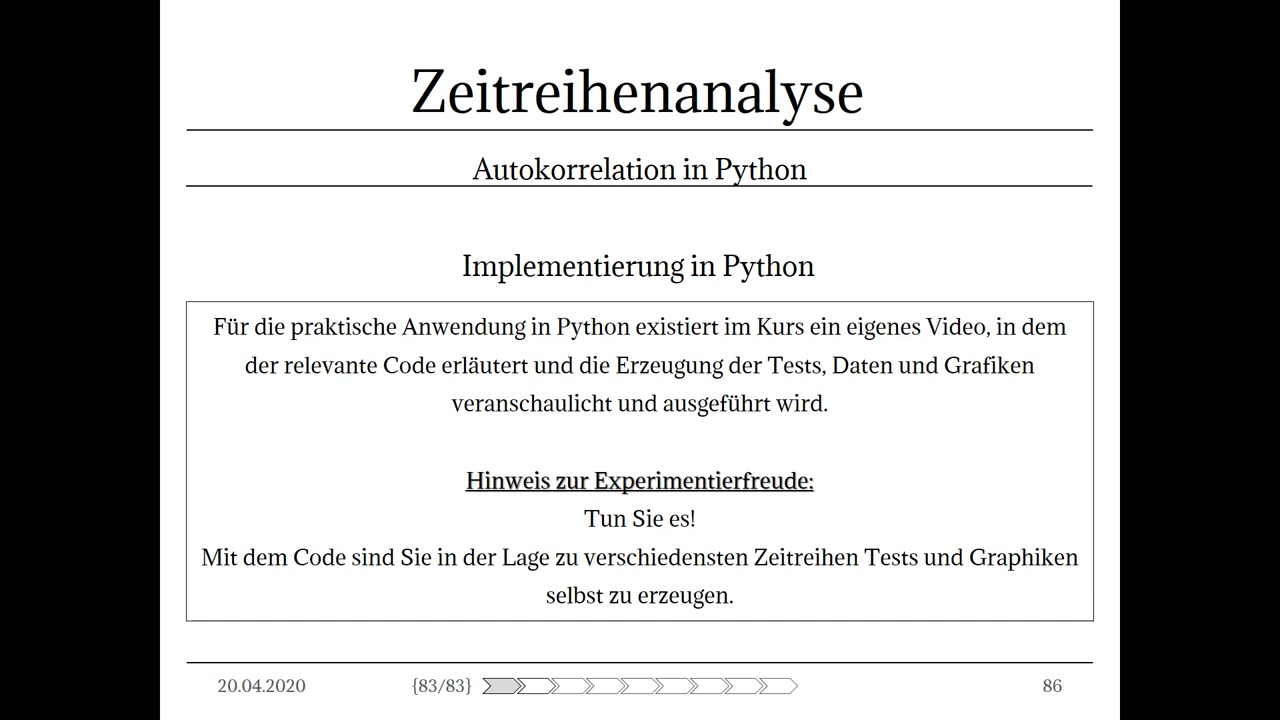 Zeitreihenanalyse
Autokorrelation in Python
Implementierung in Python
Für die praktische Anwendung in Python existiert im Kurs ein eigenes Video, in dem
der relevante Code erläutert und die Erzeugung der Tests, Daten und Grafiken
veranschaulicht und ausgeführt wird.
Hinweis zur Experimentierfreude:
Tun Sie es!
Mit dem Code sind Sie in der Lage zu verschiedensten Zeitreihen Tests und Graphiken
selbst zu erzeugen.
20.04.2020 {83/83} 86